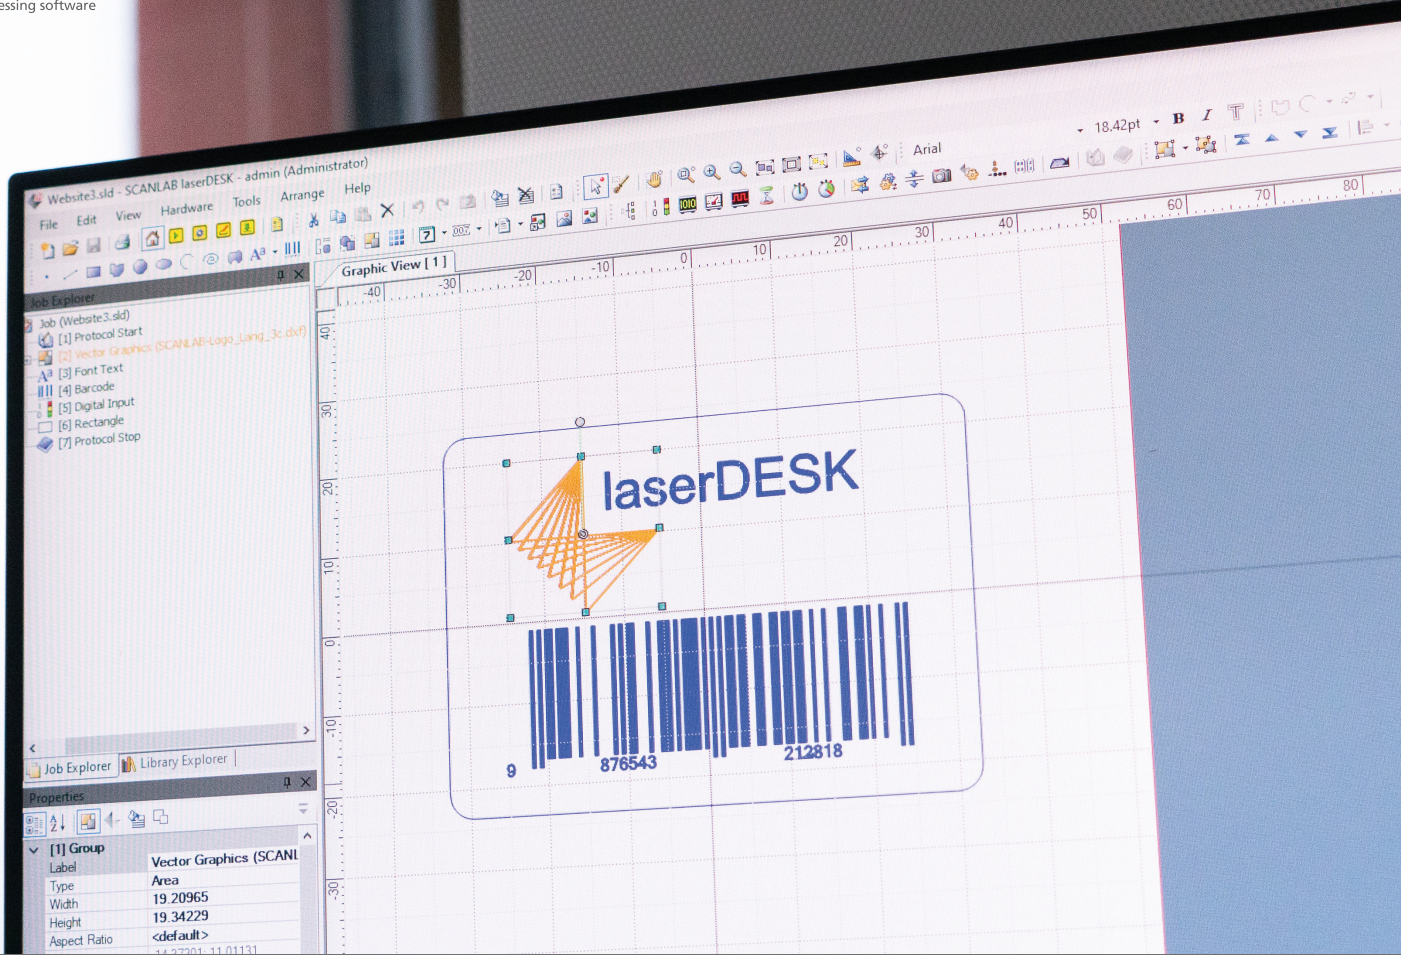 essing software
Website3.sld - SCANLAB laserDESK - admin (Administrator)
File Edit View Hardware Tools Arrange Help
Arial 18.42pt B I T
Job Explorer
Graphic View [ 1 ]
-40 -30 -20 -10 0 10 20 30 40 50 60 70 80
Job (Website3.sld)
[1] Protocol Start
[2] Vector Graphics (SCANLAB-Logo_Lang_3c.dxf)
[3] Font Text
[4] Barcode
[5] Digital Input
[6] Rectangle
[7] Protocol Stop
40
30
20
10
0
-10
-20
-30
laserDESK
9 876543 212818
Job Explorer Library Explorer
Properties
[1] Group
Label Vector Graphics (SCANL
Type Area
Width 19.20965
Height 19.34229
Aspect Ratio <default>